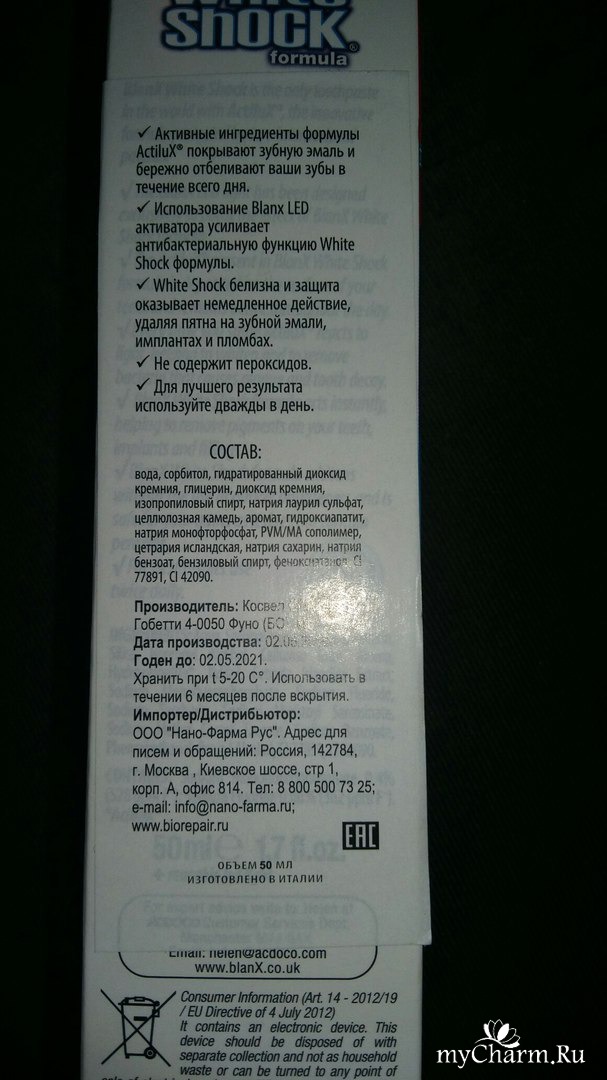 White
Shock®
formula
✓ Активные ингредиенты формулы
ActiluX® покрывают зубную эмаль и
бережно отбеливают ваши зубы в
течение всего дня.
✓ Использование Blanx LED
активатора усиливает
антибактериальную функцию White
Shock формулы.
✓ White Shock белизна и защита
оказывает немедленное действие,
удаляя пятна на зубной эмали,
имплантах и пломбах.
✓ Не содержит пероксидов.
✓ Для лучшего результата
используйте дважды в день.
СОСТАВ:
вода, сорбитол, гидратированный диоксид
кремния, глицерин, диоксид кремния,
изопропиловый спирт, натрия лаурил сульфат,
целлюлозная камедь, аромат, гидроксиапатит,
натрия монофторфосфат, PVM/MA сополимер,
цетрария исландская, натрия сахарин, натрия
бензоат, бензиловый спирт, феноксиэтанол, CI
77891, CI 42090.
Производитель: Косвел
Гобетти 4-0050 Фуно (БО
Дата производства: 02.
Годен до: 02.05.2021.
Хранить при t 5-20 C°. Использовать в
течении 6 месяцев после вскрытия.
Импортер/Дистрибьютор:
ООО "Нано-Фарма Рус". Адрес для
писем и обращений: Россия, 142784,
г. Москва , Киевское шоссе, стр 1,
корп. А, офис 814. Тел: 8 800 500 73 25;
e-mail: info@nano-farma.ru;
www.biorepair.ru
EAC
ОБЪЕМ 50 МЛ
ИЗГОТОВЛЕНО В ИТАЛИИ
Email: helen@acdoco.com
www.blanX.co.uk
Consumer Information (Art. 14 - 2012/19
/ EU Directive of 4 July 2012)
It contains an electronic device. This
device should be disposed of with
separate collection and not as household
waste or can be turned to any point of
myCharm.Ru